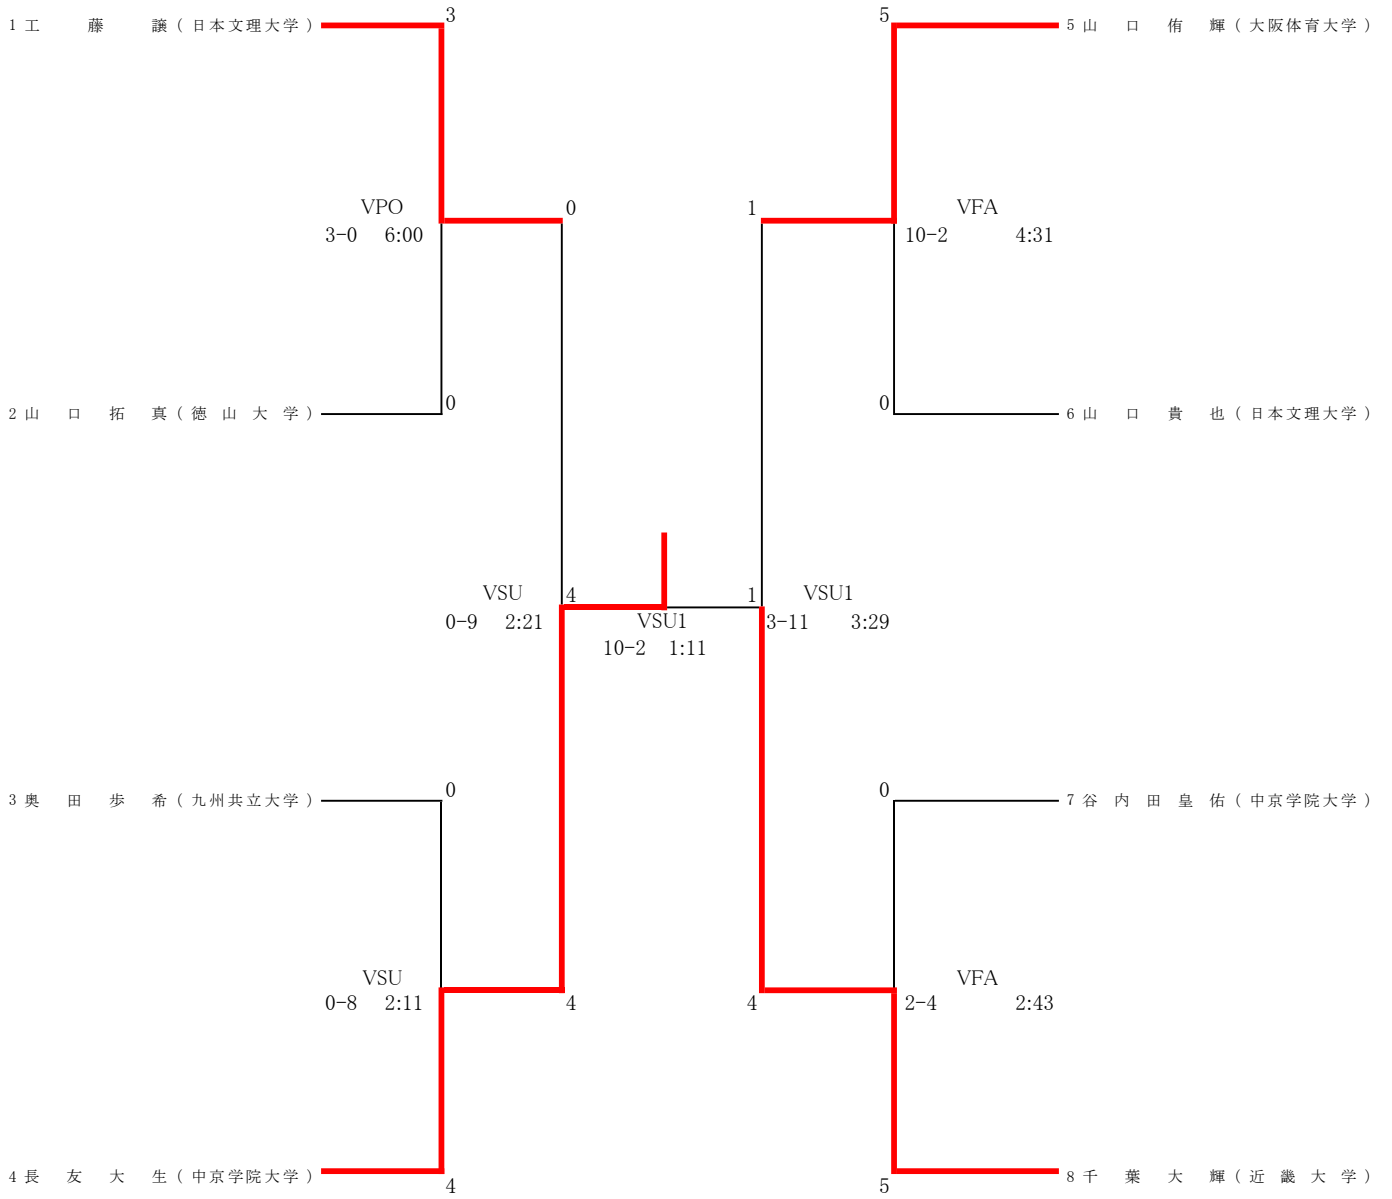 1 工藤 譲 (日本文理大学)
3
5
5 山口 侑輝 (大阪体育大学)
VPO
3-0 6:00
0
1
VFA
10-2 4:31
2 山口 拓真 (徳山大学)
0
0
6 山口 貴也 (日本文理大学)
VSU
0-9 2:21
4
VSU1
10-2 1:11
1
VSU1
3-11 3:29
3 奥田 歩希 (九州共立大学)
0
0
7 谷内田 皇佑 (中京学院大学)
VSU
0-8 2:11
4
4
VFA
2-4 2:43
4 長友 大生 (中京学院大学)
4
5
8 千葉 大輝 (近畿大学)